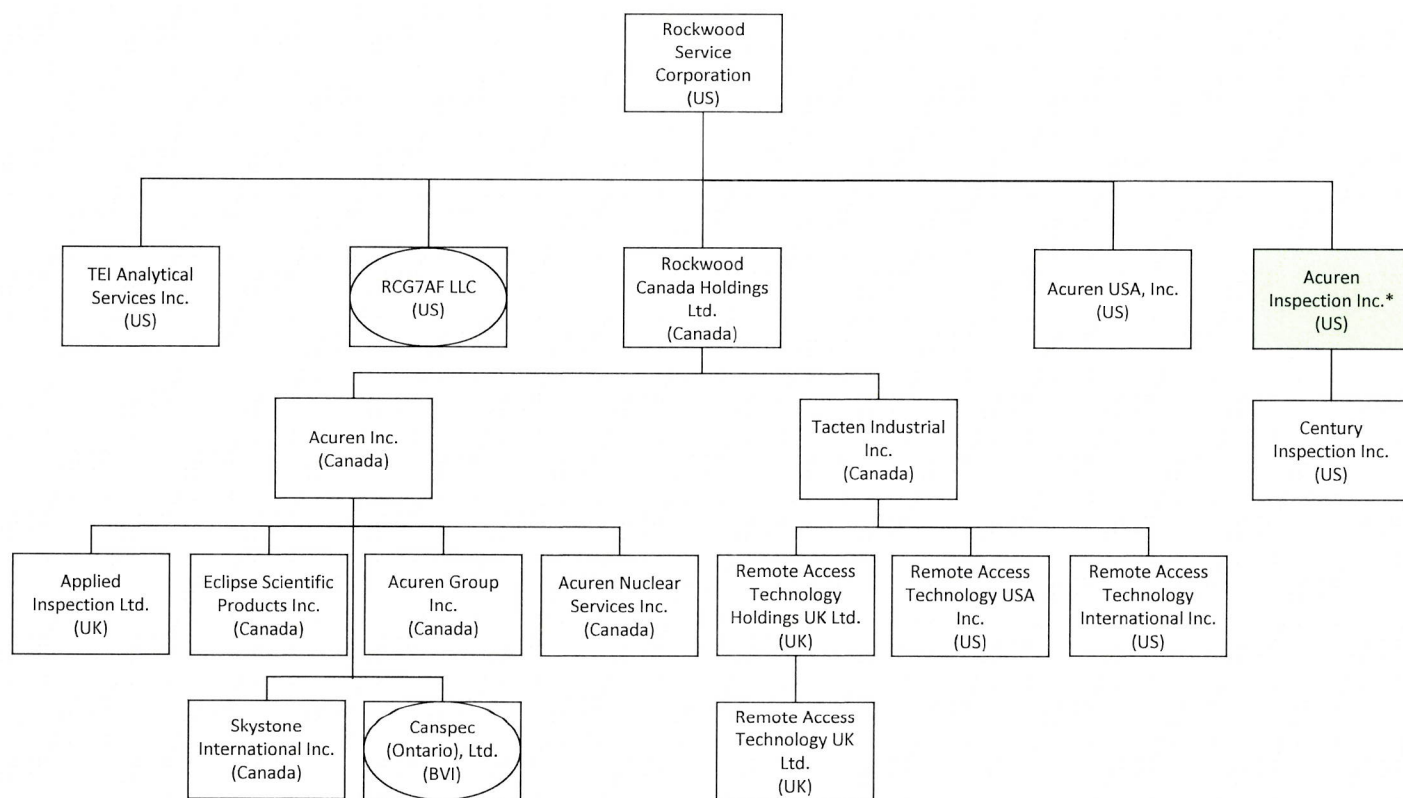 Rockwood
Service
Corporation
(US)
TEI Analytical
Services Inc.
(US)
RCG7AF LLC
(US)
Rockwood
Canada Holdings
Ltd.
(Canada)
Acuren USA, Inc.
(US)
Acuren
Inspection Inc.*
(US)
Acuren Inc.
(Canada)
Tacten Industrial
Inc.
(Canada)
Century
Inspection Inc.
(US)
Applied
Inspection Ltd.
(UK)
Eclipse Scientific
Products Inc.
(Canada)
Acuren Group
Inc.
(Canada)
Acuren Nuclear
Services Inc.
(Canada)
Remote Access
Technology
Holdings UK Ltd.
(UK)
Remote Access
Technology USA
Inc.
(US)
Remote Access
Technology
International Inc.
(US)
Skystone
International Inc.
(Canada)
Canspec
(Ontario), Ltd.
(BVI)
Remote Access
Technology UK
Ltd.
(UK)